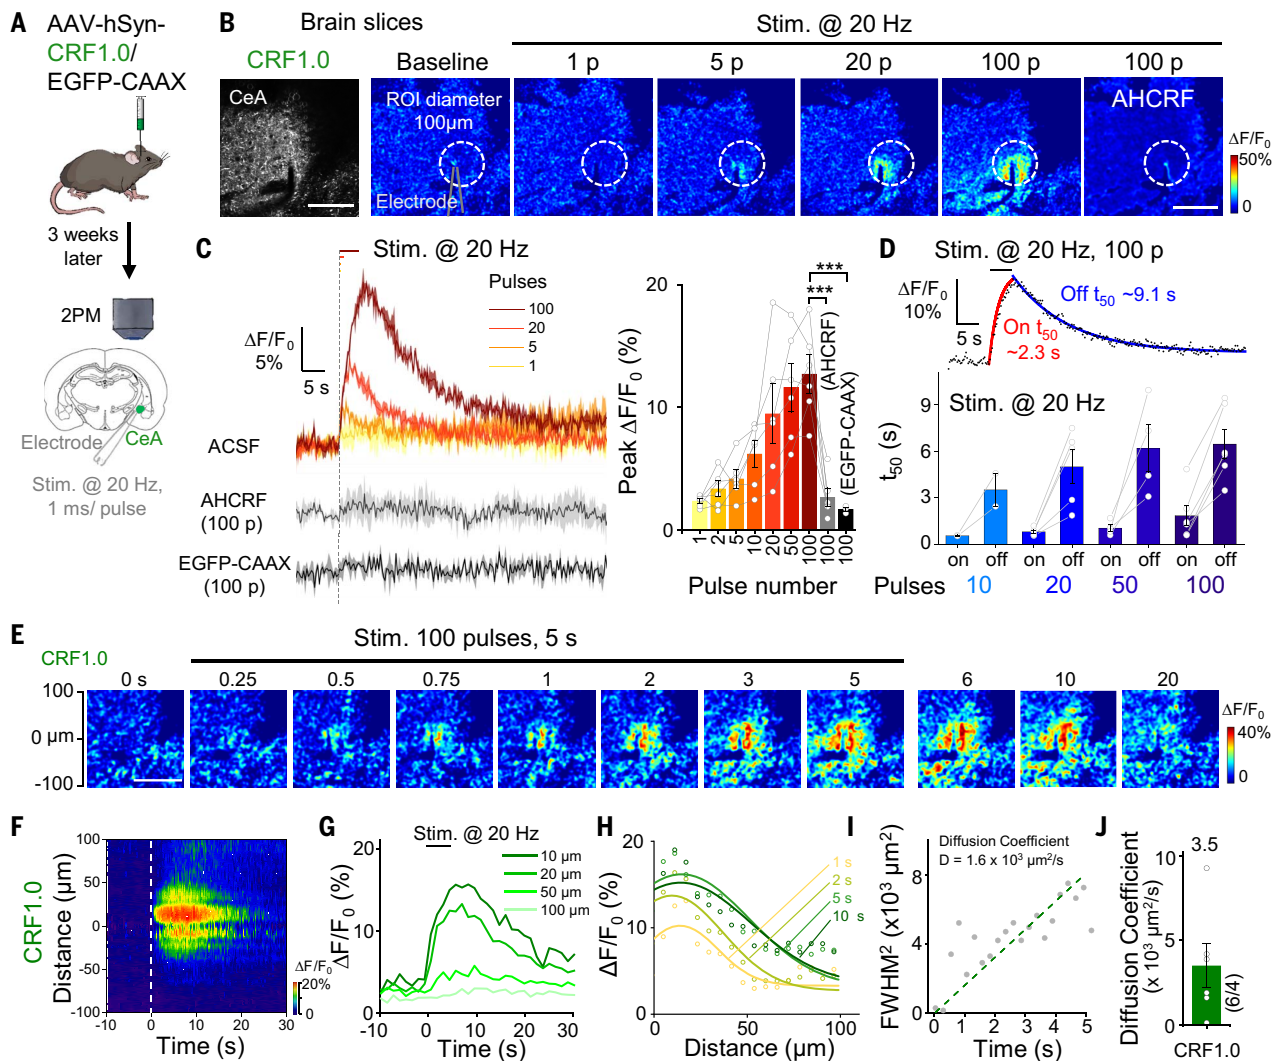 A
AAV-hSyn-
CRF1.0/
EGFP-CAAX
3 weeks
later
2PM
Electrode
CeA
Stim. @ 20 Hz,
1 ms/ pulse
B
Brain slices
Stim. @ 20 Hz
CRF1.0
Baseline
1 p
5 p
20 p
100 p
100 p
CeA
ROI diameter
100µm
Electrode
AHCRF
ΔF/F0
50%
0
C
Stim. @ 20 Hz
Pulses
100
20
5
1
ΔF/F0
5%
5 s
ACSF
AHCRF
(100 p)
EGFP-CAAX
(100 p)
Peak ΔF/F0 (%)
20
10
0
***
***
(AHCRF)
(EGFP-CAAX)
1
2
5
10
20
50
100
100
100
Pulse number
D
Stim. @ 20 Hz, 100 p
ΔF/F0
10%
5 s
Off t50 ~9.1 s
On t50
~2.3 s
Stim. @ 20 Hz
t50 (s)
9
6
3
0
on off on off on off on off
Pulses 10 20 50 100
E
Stim. 100 pulses, 5 s
CRF1.0
0 s 0.25 0.5 0.75 1 2 3 5 6 10 20
100
0 µm
-100
ΔF/F0
40%
0
F
CRF1.0
Distance (µm)
100
50
0
-50
-100
-10 0 10 20 30
Time (s)
ΔF/F0
20%
0
G
Stim. @ 20 Hz
10 µm
20 µm
50 µm
100 µm
ΔF/F0 (%)
20
10
0
-10 0 10 20 30
Time (s)
H
ΔF/F0 (%)
20
10
0
1 s
2 s
5 s
10 s
0 50 100
Distance (µm)
I
Diffusion Coefficient
D = 1.6 x 10³ µm²/s
FWHM² (x10³ µm²)
8
4
0
0 1 2 3 4 5
Time (s)
J
3.5
Diffusion Coefficient
(x 10³ µm²/s)
10
5
0
(6/4)
CRF1.0